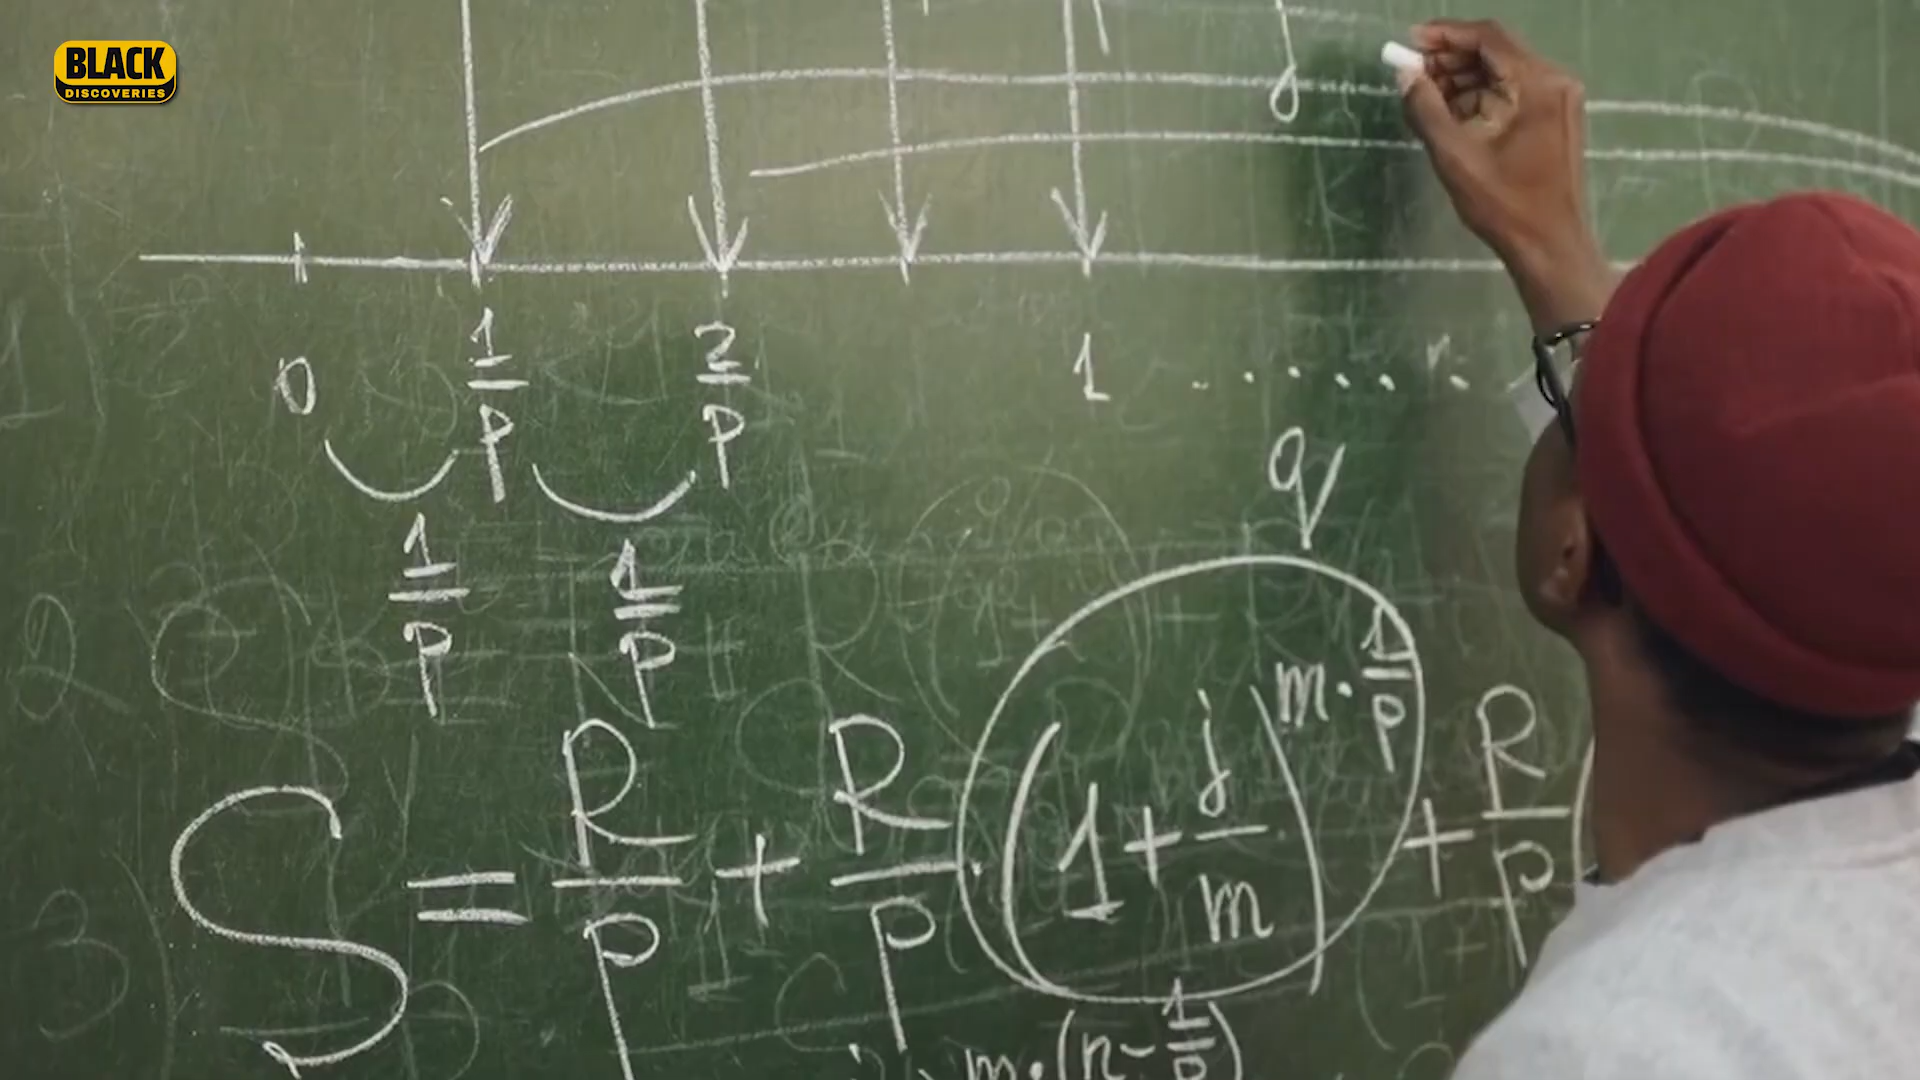 BLACK
DISCOVERIES
0 1/p 2/p 1 . . . . . .
1/p 1/p
q
S = R/p + R/p · (1 + j/m)^(m · 1/p) + R/p
m · (n - 1/p)